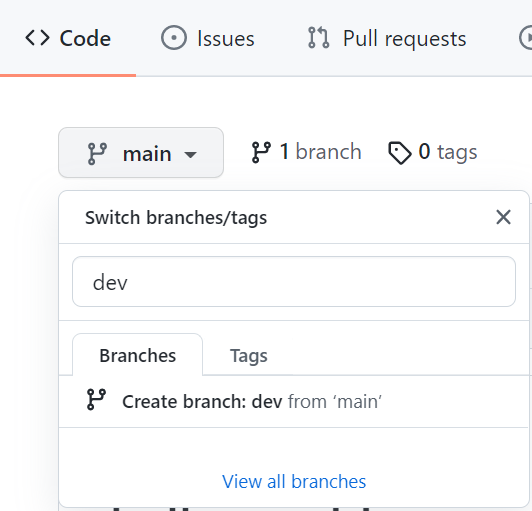 Code Issues Pull requests
main 1 branch 0 tags
Switch branches/tags
dev
Branches Tags
Create branch: dev from ‘main’
View all branches